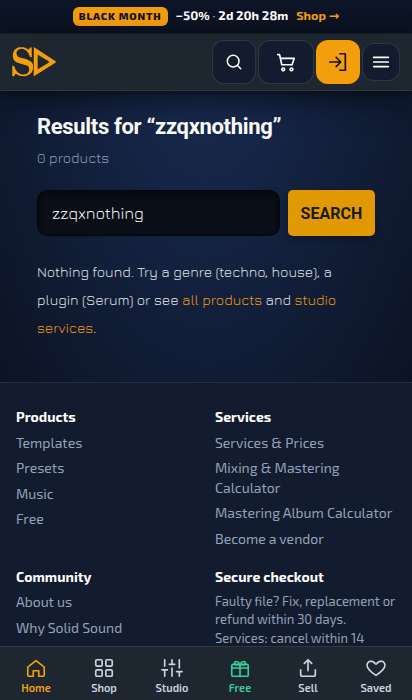 BLACK MONTH −50% · 2d 20h 28m Shop →
S
Results for “zzqxnothing”
0 products
zzqxnothing
SEARCH
Nothing found. Try a genre (techno, house), a
plugin (Serum) or see all products and studio
services.
Products
Templates
Presets
Music
Free
Services
Services & Prices
Mixing & Mastering
Calculator
Mastering Album Calculator
Become a vendor
Community
About us
Why Solid Sound
Secure checkout
Faulty file? Fix, replacement or
refund within 30 days.
Services: cancel within 14
Home
Shop
Studio
Free
Sell
Saved